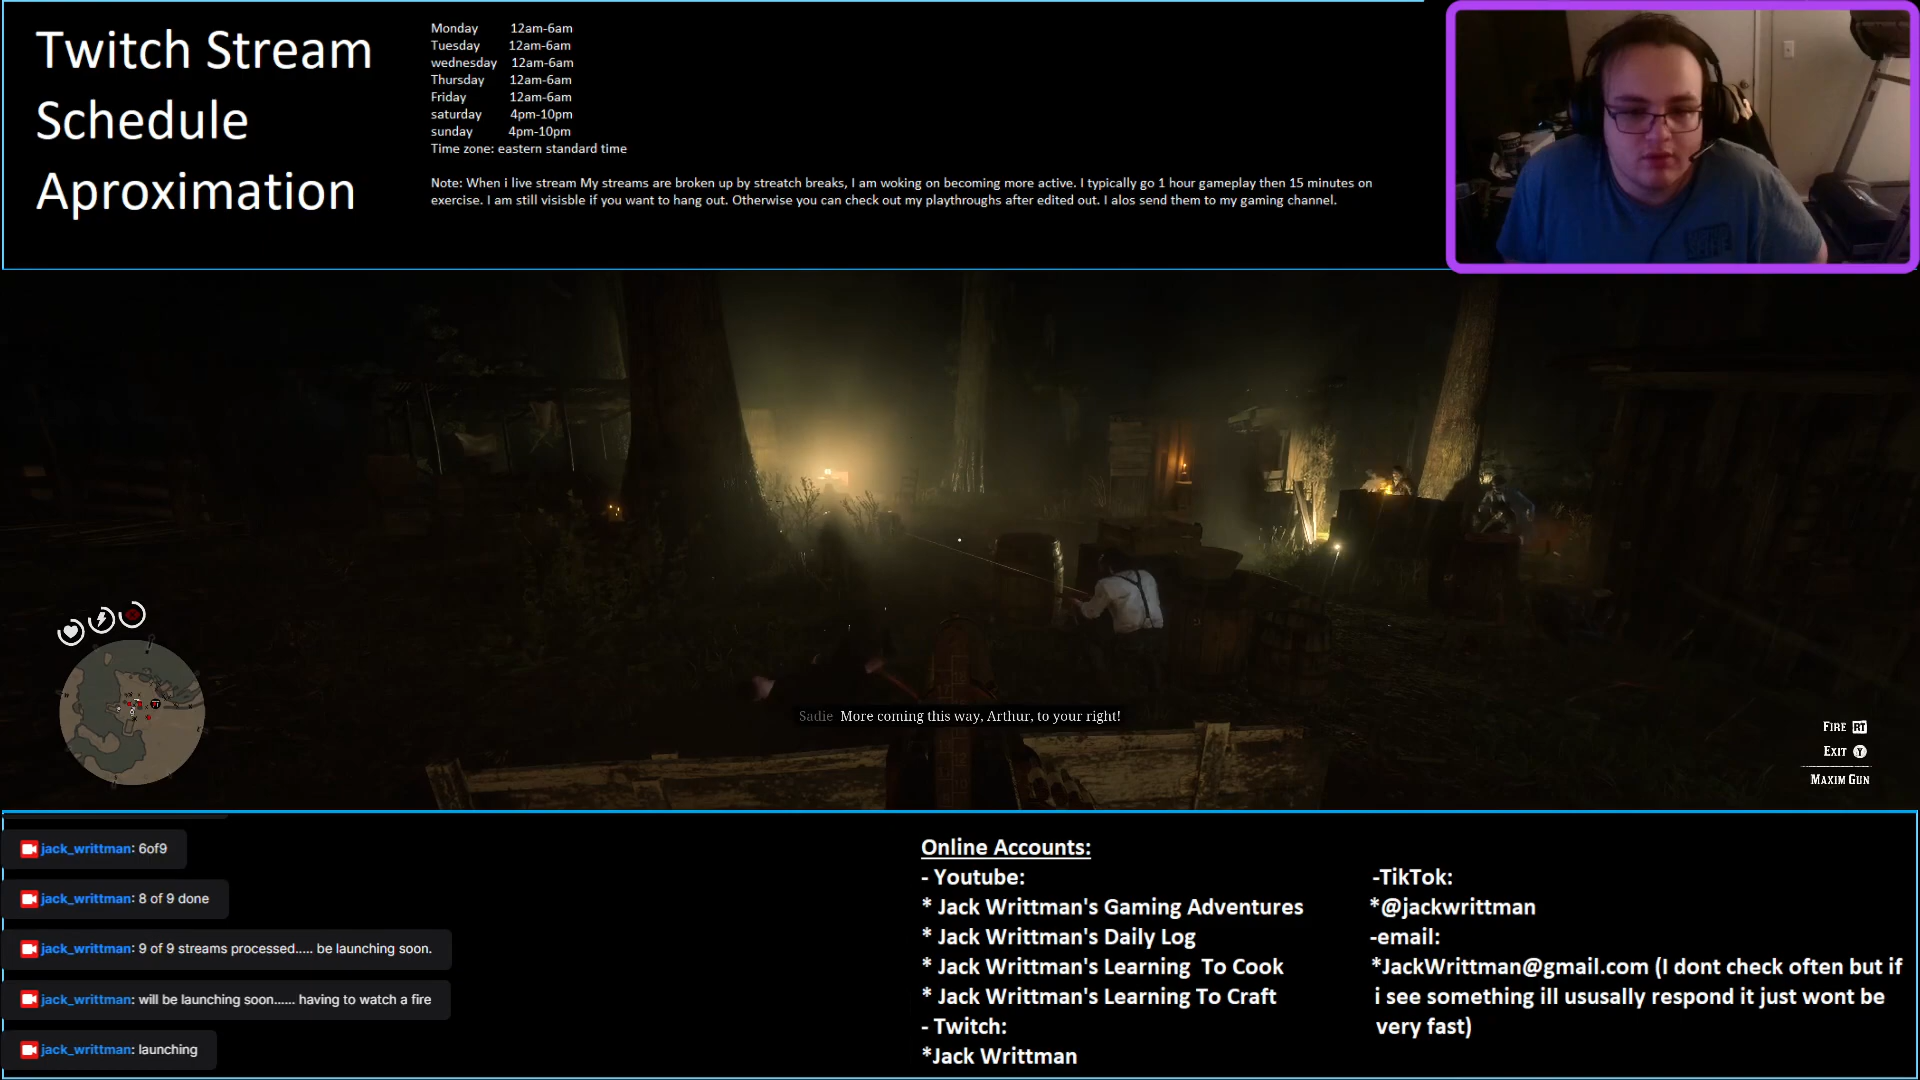 Twitch Stream
Schedule
Aproximation
Monday 12am-6am
Tuesday 12am-6am
wednesday 12am-6am
Thursday 12am-6am
Friday 12am-6am
saturday 4pm-10pm
sunday 4pm-10pm
Time zone: eastern standard time
Note: When i live stream My streams are broken up by streatch breaks, I am woking on becoming more active. I typically go 1 hour gameplay then 15 minutes on
exercise. I am still visisble if you want to hang out. Otherwise you can check out my playthroughs after edited out. I alos send them to my gaming channel.
Sadie More coming this way, Arthur, to your right!
FIRE RT
EXIT Y
MAXIM GUN
jack_writtman: 6of9
jack_writtman: 8 of 9 done
jack_writtman: 9 of 9 streams processed..... be launching soon.
jack_writtman: will be launching soon...... having to watch a fire
jack_writtman: launching
Online Accounts:
- Youtube:
* Jack Writtman's Gaming Adventures
* Jack Writtman's Daily Log
* Jack Writtman's Learning To Cook
* Jack Writtman's Learning To Craft
- Twitch:
*Jack Writtman
-TikTok:
*@jackwrittman
-email:
*JackWrittman@gmail.com (I dont check often but if
i see something ill ususally respond it just wont be
very fast)